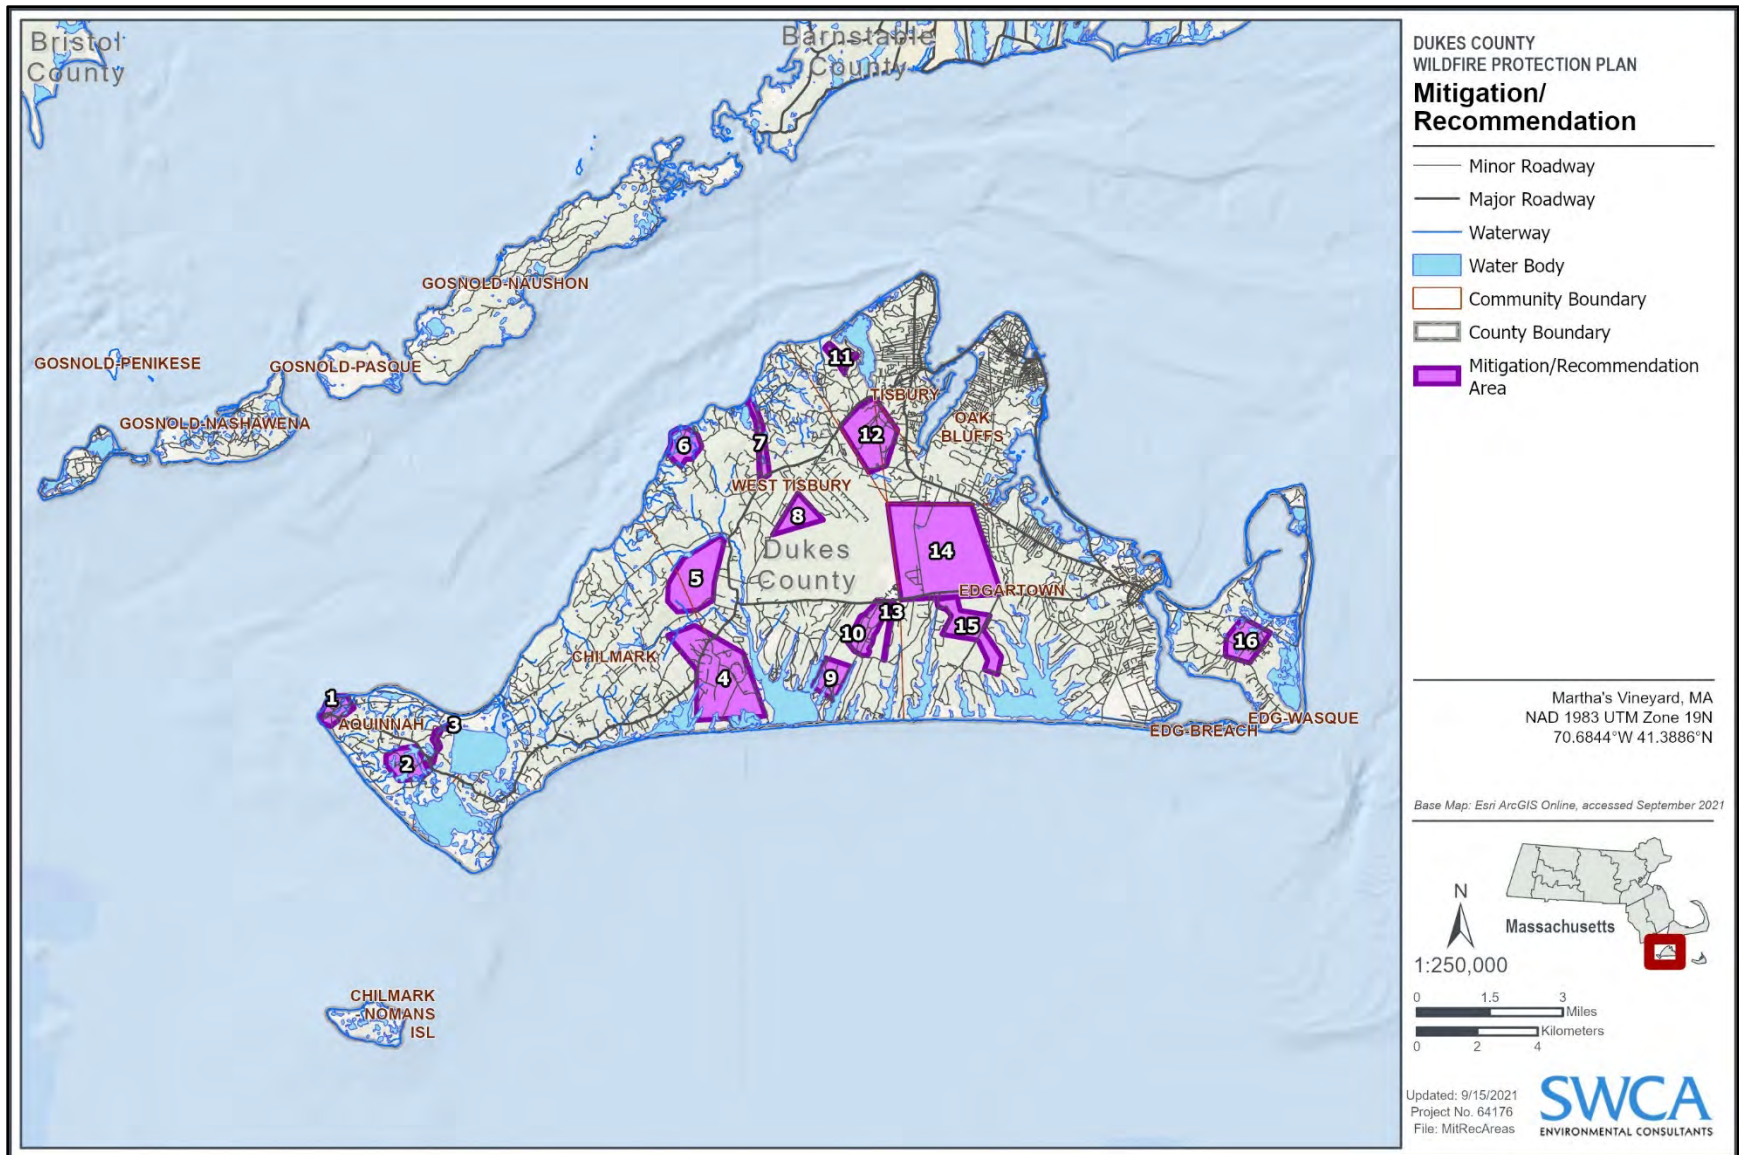 Bristol
County
Barnstable
County
GOSNOLD-NAUSHON
GOSNOLD-PENIKESE
GOSNOLD-PASQUE
GOSNOLD-NASHAWENA
11
TISBURY
OAK
BLUFFS
12
6
7
WEST TISBURY
8
Dukes
County
14
5
EDGARTOWN
13
10
15
16
CHILMARK
4
9
1
AQUINNAH
3
2
EDG-WASQUE
EDG-BREACH
CHILMARK
NOMANS
ISL
DUKES COUNTY
WILDFIRE PROTECTION PLAN
Mitigation/
Recommendation
Minor Roadway
Major Roadway
Waterway
Water Body
Community Boundary
County Boundary
Mitigation/Recommendation
Area
Martha's Vineyard, MA
NAD 1983 UTM Zone 19N
70.6844°W 41.3886°N
Base Map: Esri ArcGIS Online, accessed September 2021
N
Massachusetts
1:250,000
0 1.5 3
Miles
Kilometers
0 2 4
Updated: 9/15/2021
Project No. 64176
File: MitRecAreas
SWCA
ENVIRONMENTAL CONSULTANTS